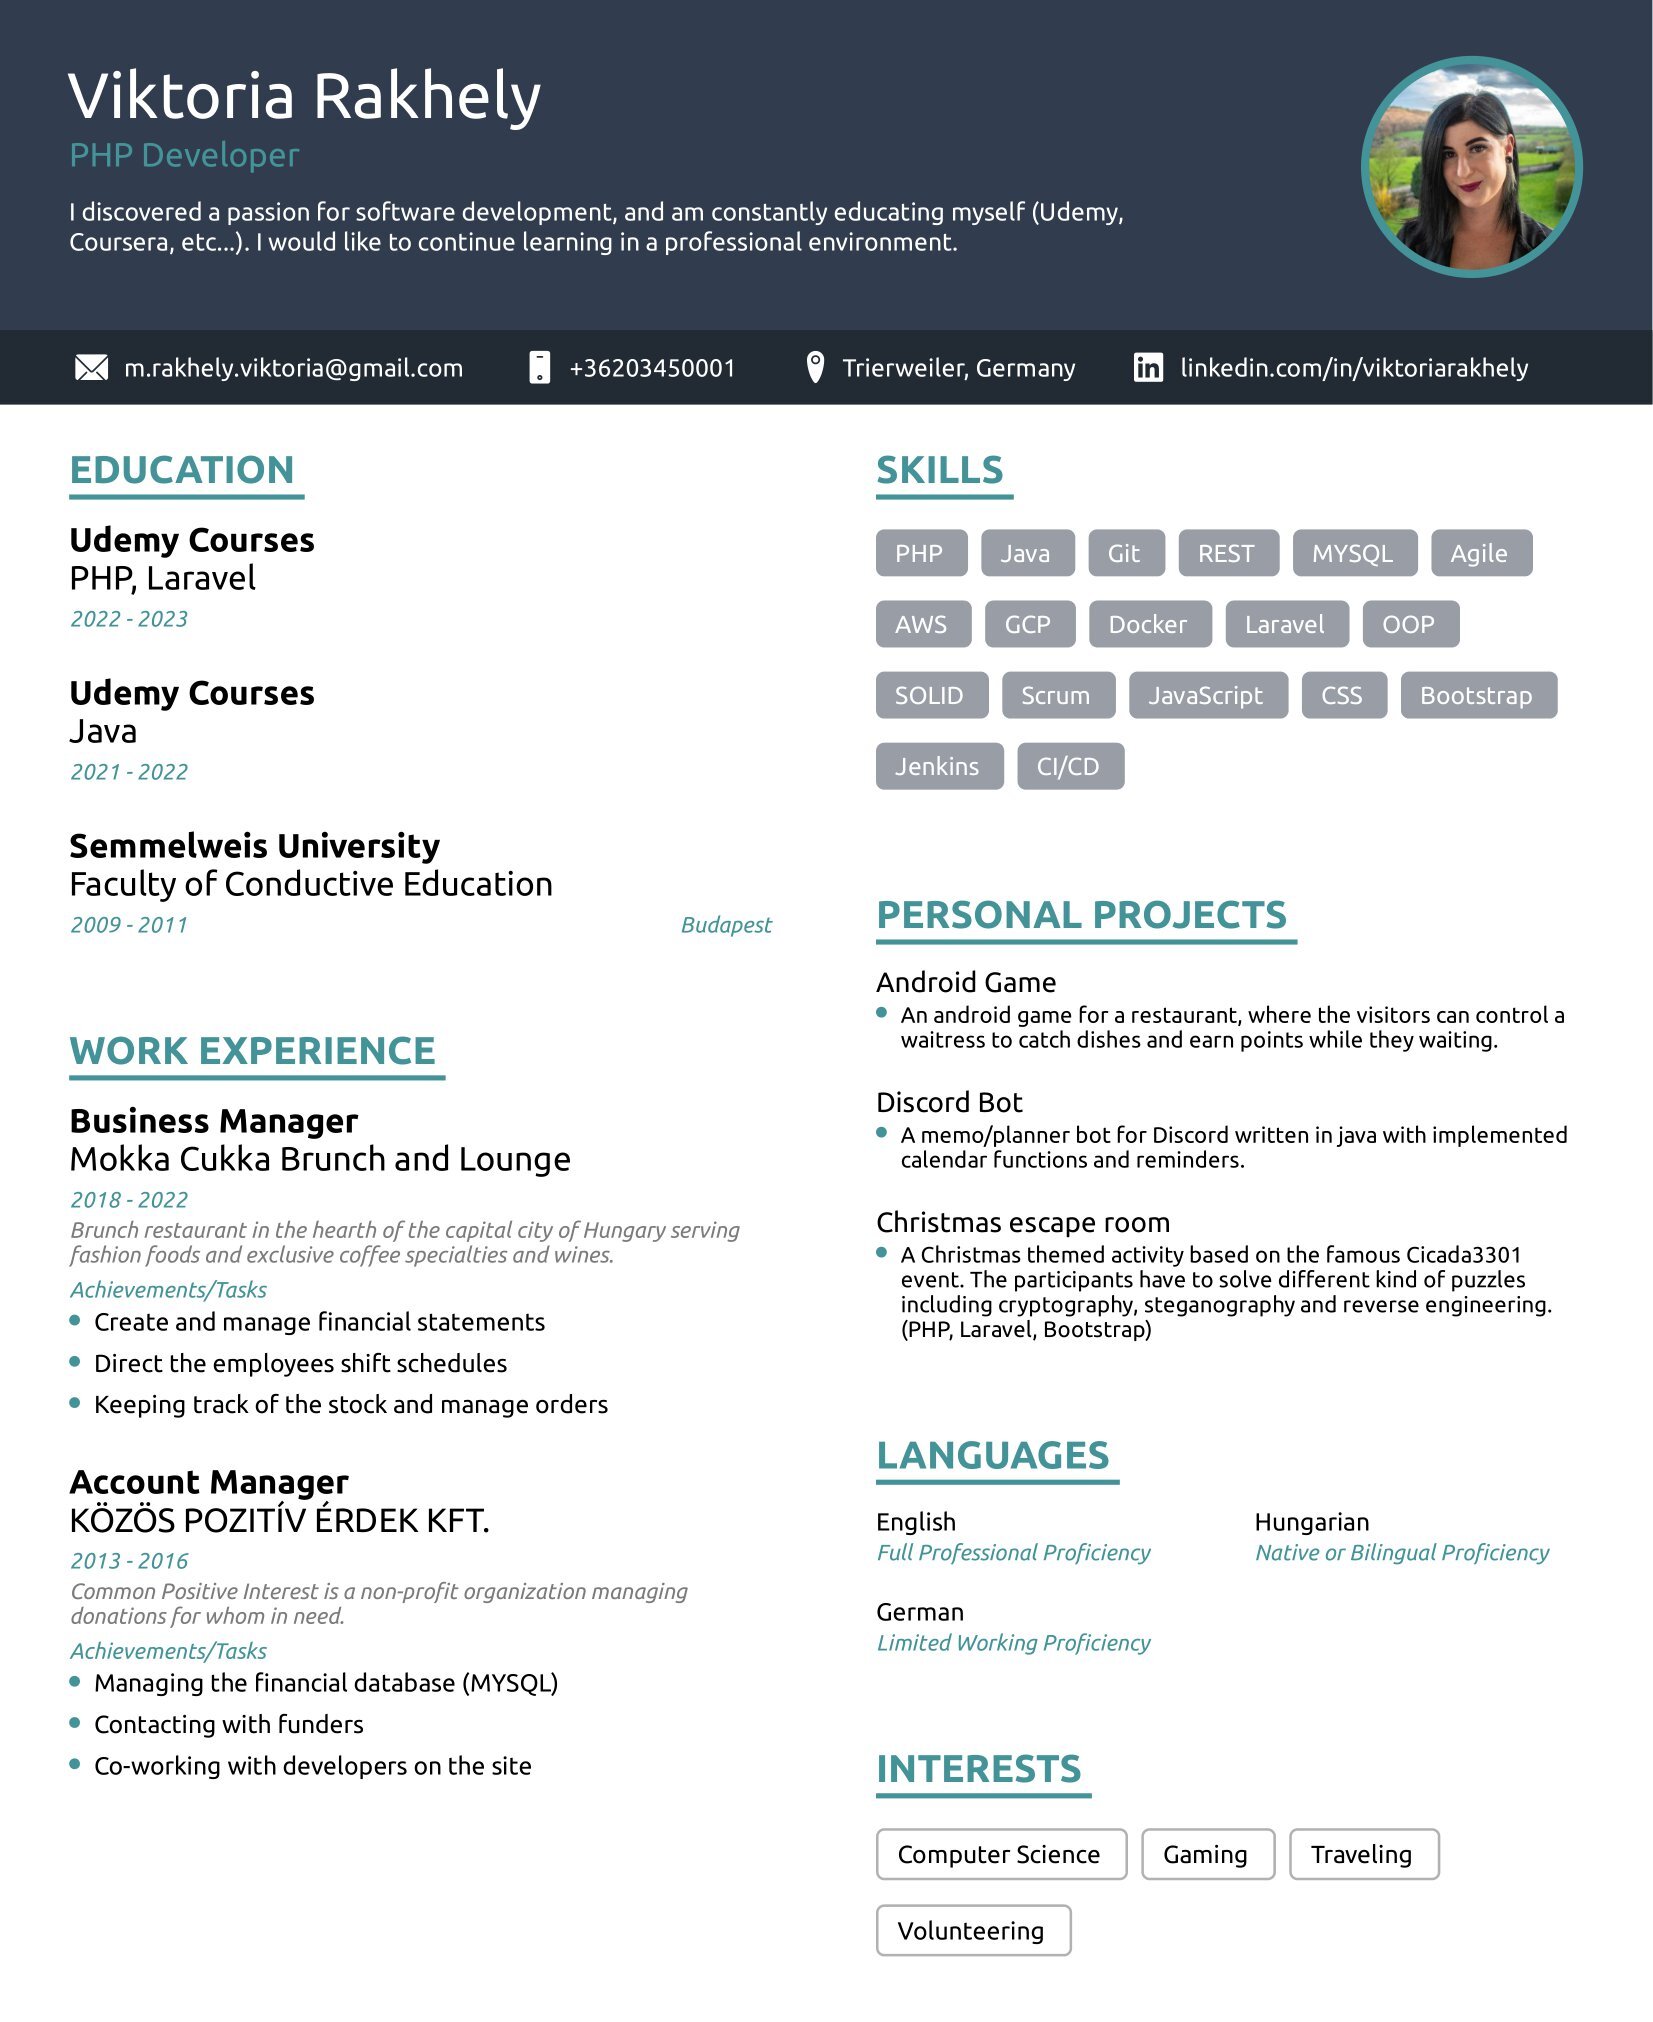 Viktoria Rakhely
PHP Developer
I discovered a passion for software development, and am constantly educating myself (Udemy,
Coursera, etc...). I would like to continue learning in a professional environment.
m.rakhely.viktoria@gmail.com
+36203450001
Trierweiler, Germany
linkedin.com/in/viktoriarakhely
EDUCATION
Udemy Courses
PHP, Laravel
2022 - 2023
Udemy Courses
Java
2021 - 2022
Semmelweis University
Faculty of Conductive Education
2009 - 2011 Budapest
WORK EXPERIENCE
Business Manager
Mokka Cukka Brunch and Lounge
2018 - 2022
Brunch restaurant in the hearth of the capital city of Hungary serving
fashion foods and exclusive coffee specialties and wines.
Achievements/Tasks
Create and manage financial statements
Direct the employees shift schedules
Keeping track of the stock and manage orders
Account Manager
KÖZÖS POZITÍV ÉRDEK KFT.
2013 - 2016
Common Positive Interest is a non-profit organization managing
donations for whom in need.
Achievements/Tasks
Managing the financial database (MYSQL)
Contacting with funders
Co-working with developers on the site
SKILLS
PHP Java Git REST MYSQL Agile
AWS GCP Docker Laravel OOP
SOLID Scrum JavaScript CSS Bootstrap
Jenkins CI/CD
PERSONAL PROJECTS
Android Game
An android game for a restaurant, where the visitors can control a
waitress to catch dishes and earn points while they waiting.
Discord Bot
A memo/planner bot for Discord written in java with implemented
calendar functions and reminders.
Christmas escape room
A Christmas themed activity based on the famous Cicada3301
event. The participants have to solve different kind of puzzles
including cryptography, steganography and reverse engineering.
(PHP, Laravel, Bootstrap)
LANGUAGES
English
Full Professional Proficiency
Hungarian
Native or Bilingual Proficiency
German
Limited Working Proficiency
INTERESTS
Computer Science Gaming Traveling
Volunteering